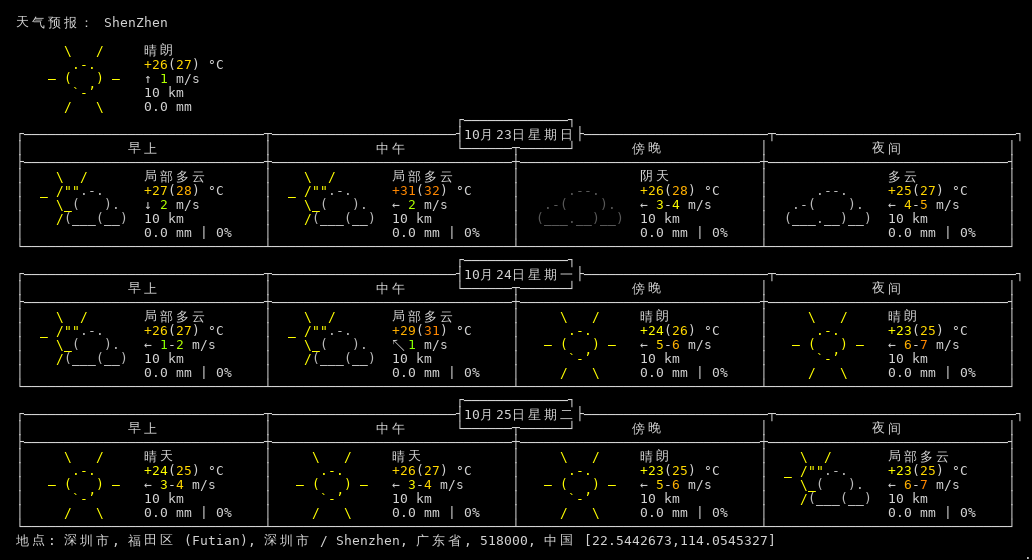 天气预报： ShenZhen
晴朗
+26(27) °C
↑ 1 m/s
10 km
0.0 mm
10月23日星期日
早上 中午 傍晚 夜间
局部多云 局部多云 阴天 多云
+27(28) °C +31(32) °C +26(28) °C +25(27) °C
↓ 2 m/s ← 2 m/s ← 3-4 m/s ← 4-5 m/s
10 km 10 km 10 km 10 km
0.0 mm | 0% 0.0 mm | 0% 0.0 mm | 0% 0.0 mm | 0%
10月24日星期一
早上 中午 傍晚 夜间
局部多云 局部多云 晴朗 晴朗
+26(27) °C +29(31) °C +24(26) °C +23(25) °C
← 1-2 m/s ↖ 1 m/s ← 5-6 m/s ← 6-7 m/s
10 km 10 km 10 km 10 km
0.0 mm | 0% 0.0 mm | 0% 0.0 mm | 0% 0.0 mm | 0%
10月25日星期二
早上 中午 傍晚 夜间
晴天 晴天 晴朗 局部多云
+24(25) °C +26(27) °C +23(25) °C +23(25) °C
← 3-4 m/s ← 3-4 m/s ← 5-6 m/s ← 6-7 m/s
10 km 10 km 10 km 10 km
0.0 mm | 0% 0.0 mm | 0% 0.0 mm | 0% 0.0 mm | 0%
地点: 深圳市, 福田区 (Futian), 深圳市 / Shenzhen, 广东省, 518000, 中国 [22.5442673,114.0545327]